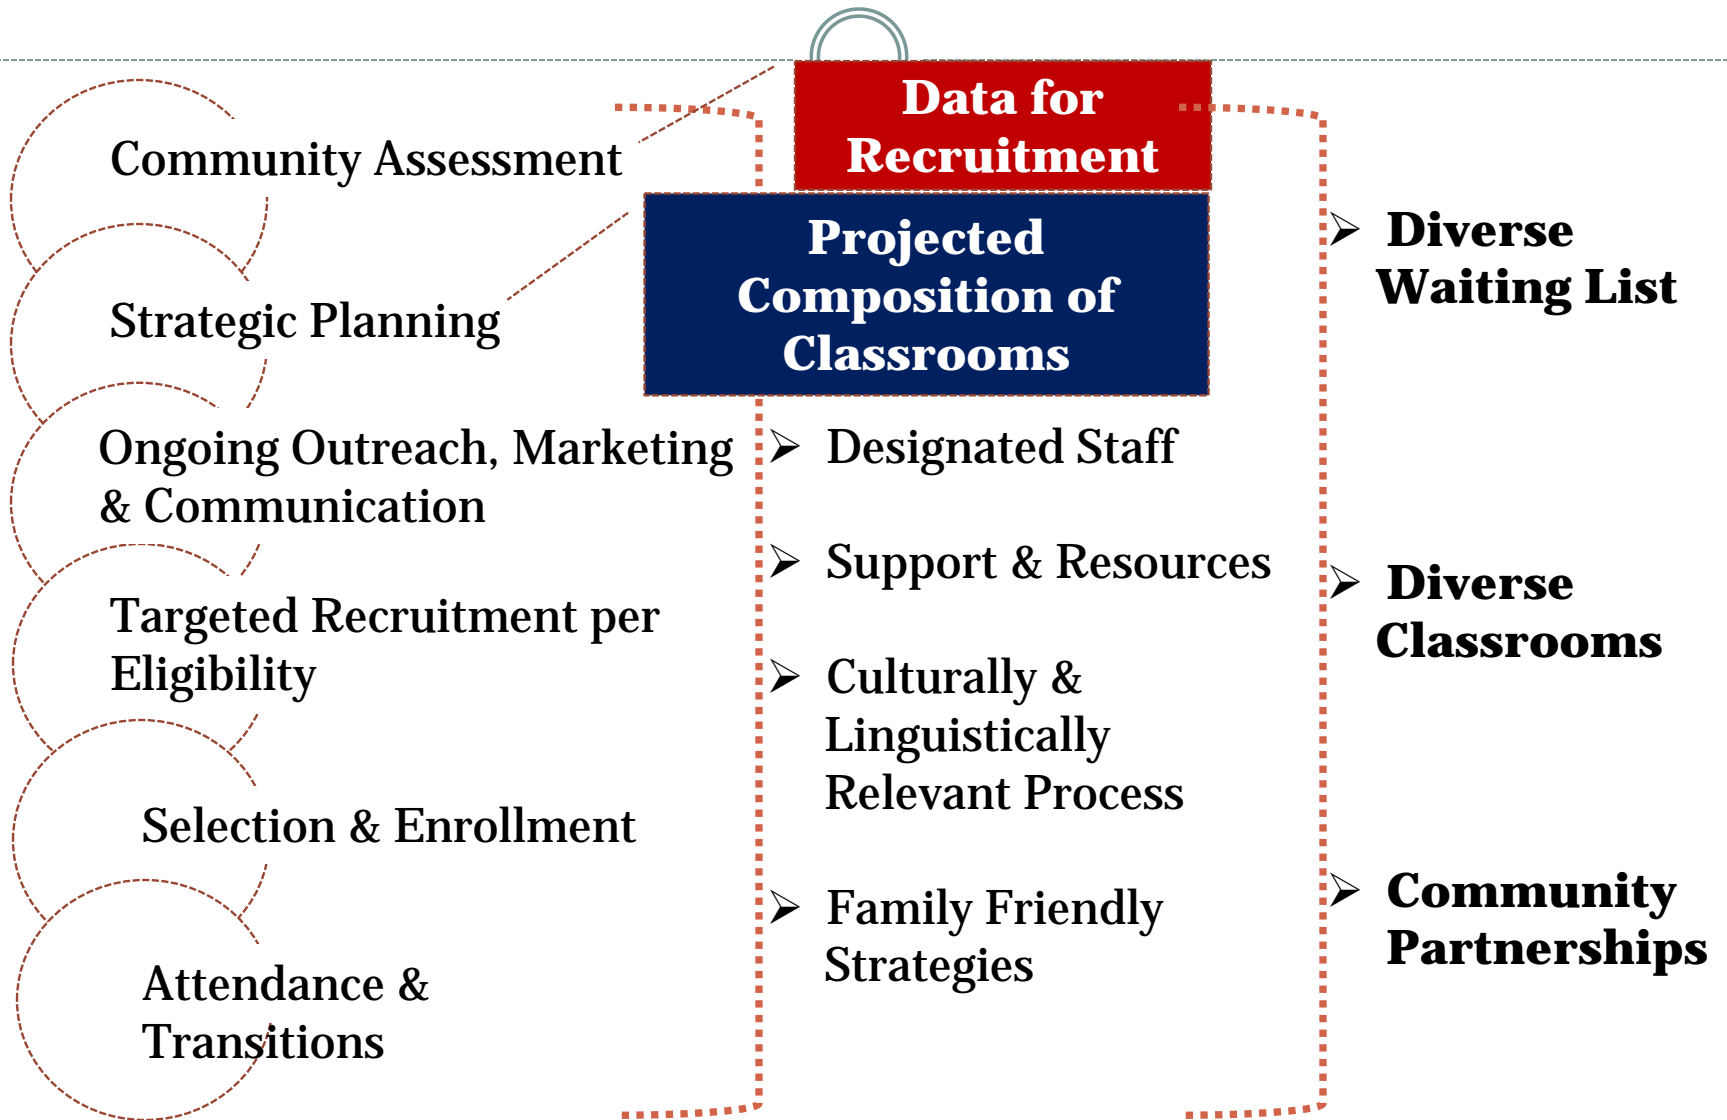 Community Assessment
Strategic Planning
Ongoing Outreach, Marketing
& Communication
Targeted Recruitment per
Eligibility
Selection & Enrollment
Attendance &
Transitions
Data for
Recruitment
Projected
Composition of
Classrooms
➢ Designated Staff
➢ Support & Resources
➢ Culturally &
Linguistically
Relevant Process
➢ Family Friendly
Strategies
➢ Diverse
Waiting List
➢ Diverse
Classrooms
➢ Community
Partnerships